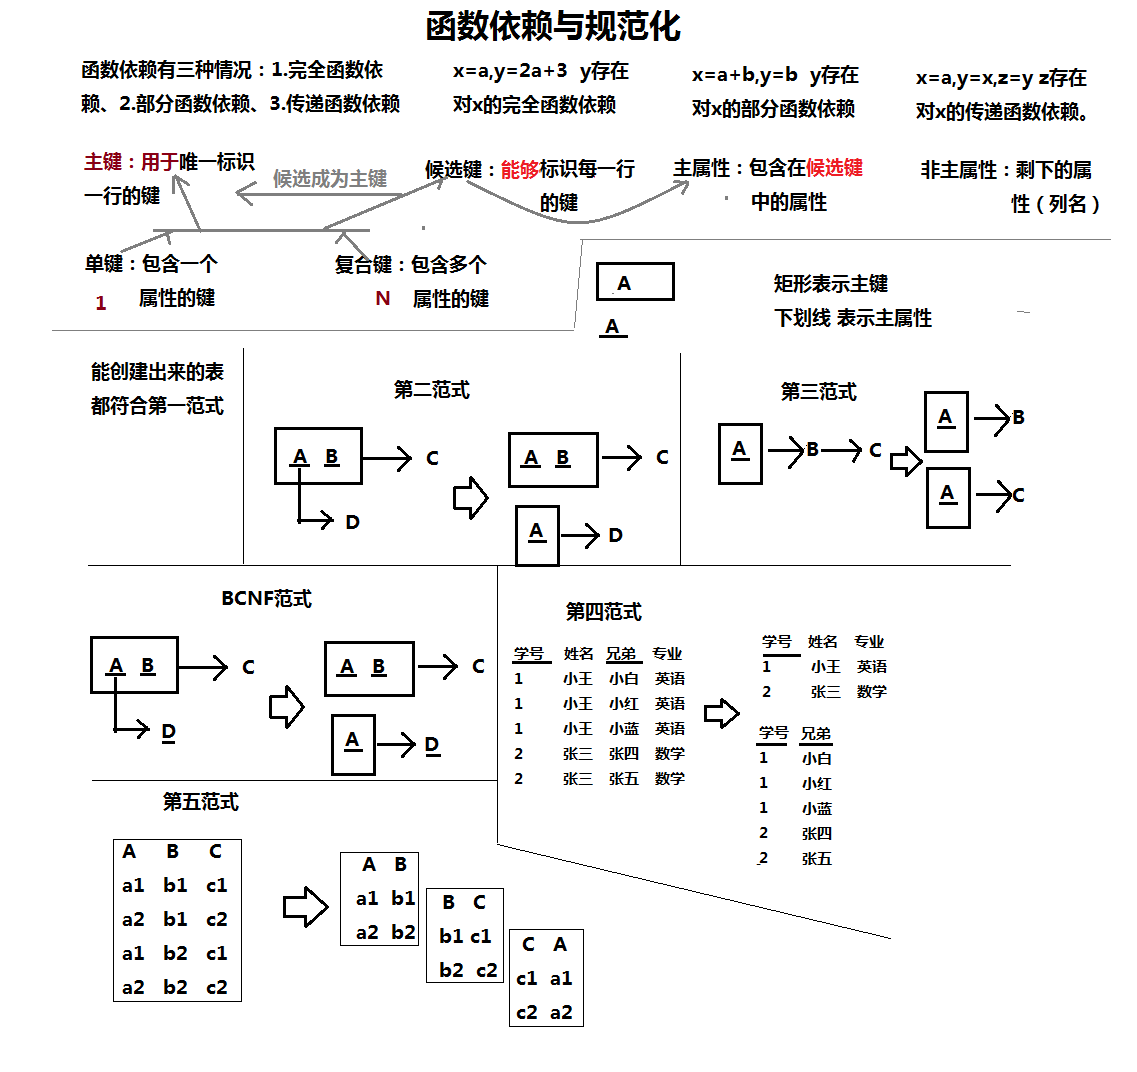 函数依赖与规范化
函数依赖有三种情况：1.完全函数依
赖、2.部分函数依赖、3.传递函数依赖
x=a,y=2a+3 y存在
对x的完全函数依赖
x=a+b,y=b y存在
对x的部分函数依赖
x=a,y=x,z=y z存在
对x的传递函数依赖。
主键：用于唯一标识
一行的键
候选成为主键
候选键：能够标识每一行
的键
主属性：包含在候选键
中的属性
非主属性：剩下的属
性（列名）
单键：包含一个
1 属性的键
复合键：包含多个
N 属性的键
A
A
矩形表示主键
下划线 表示主属性
能创建出来的表
都符合第一范式
第二范式
A B C
D
A B C
A D
第三范式
A B C
A B
A C
BCNF范式
A B C
D
A B C
A D
第四范式
学号 姓名 兄弟 专业
1 小王 小白 英语
1 小王 小红 英语
1 小王 小蓝 英语
2 张三 张四 数学
2 张三 张五 数学
学号 姓名 专业
1 小王 英语
2 张三 数学
学号 兄弟
1 小白
1 小红
1 小蓝
2 张四
2 张五
第五范式
A B C
a1 b1 c1
a2 b1 c2
a1 b2 c1
a2 b2 c2
A B
a1 b1
a2 b2
B C
b1 c1
b2 c2
C A
c1 a1
c2 a2